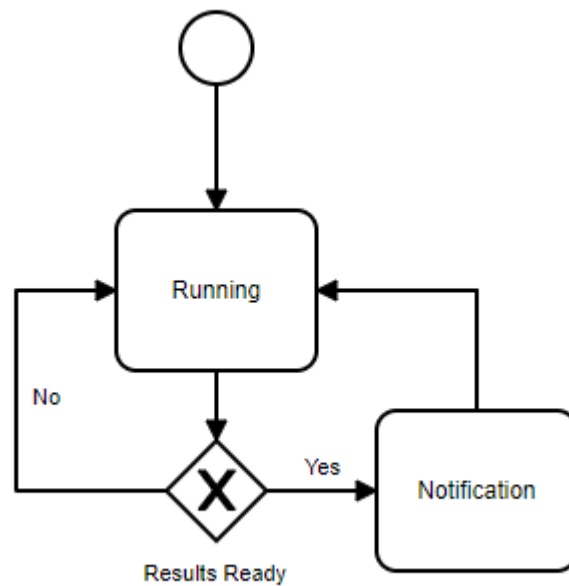 Running
No
Yes
Notification
X
Results Ready